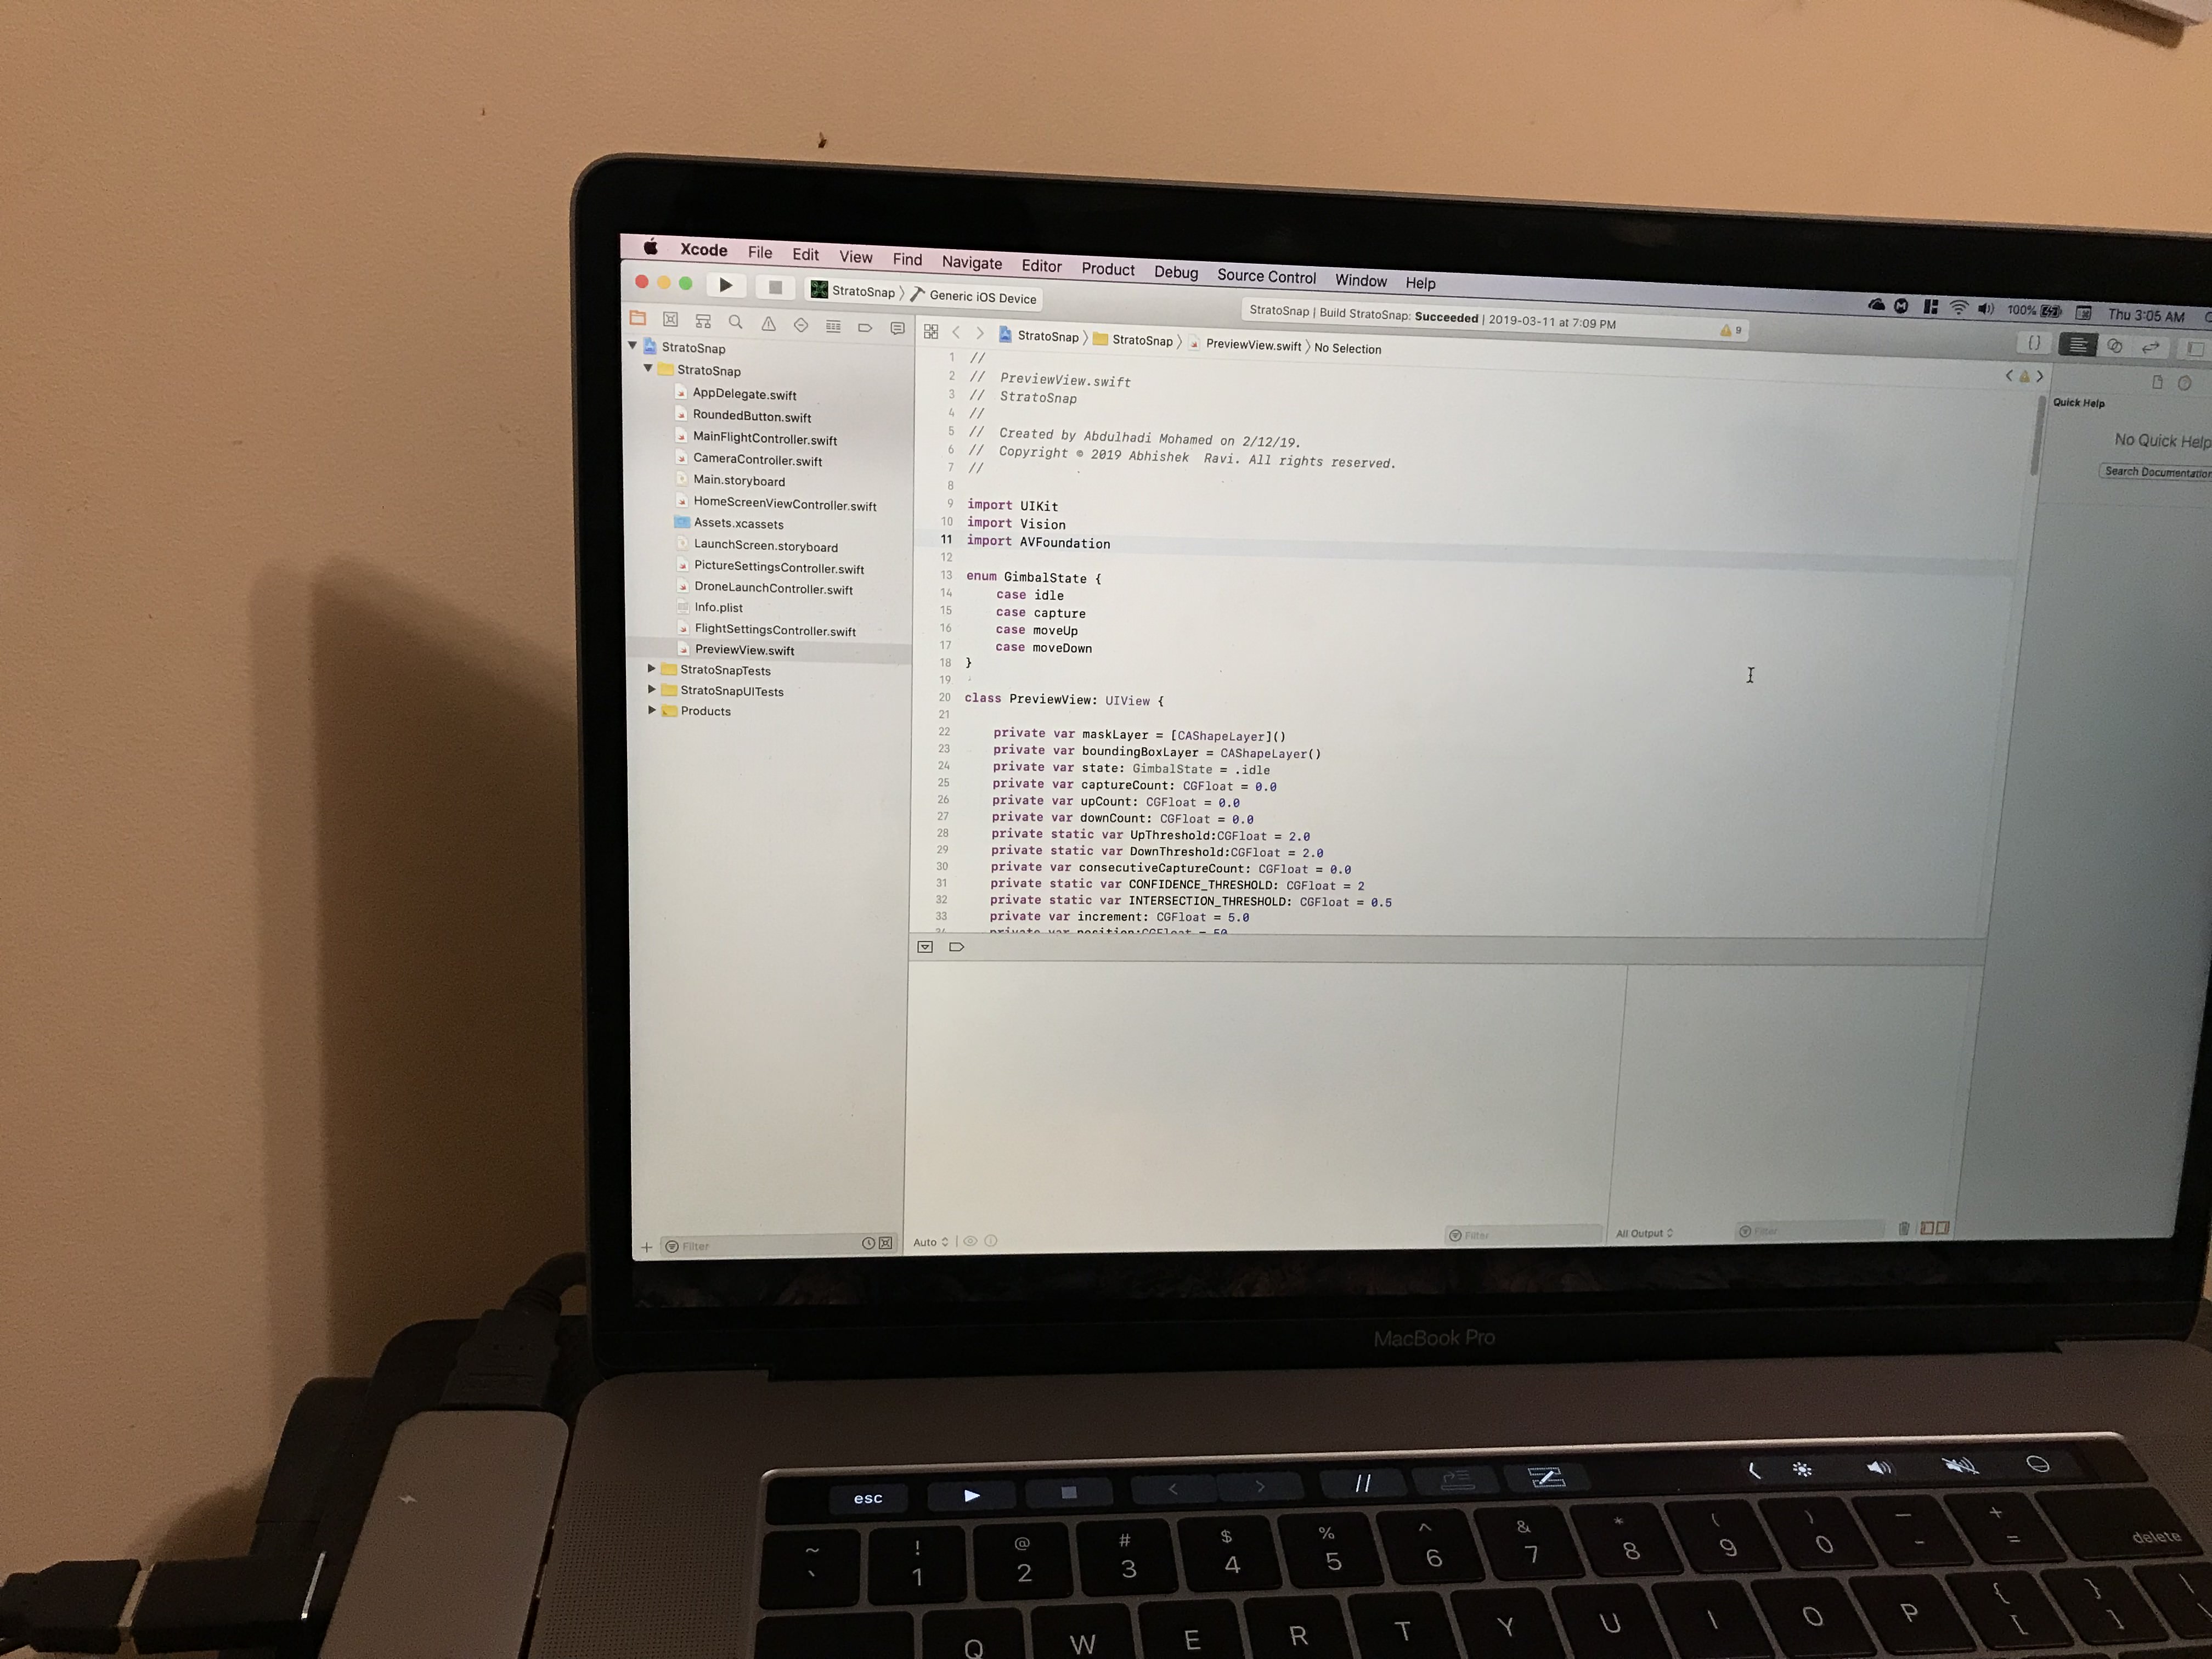 Xcode File Edit View Find Navigate Editor Product Debug Source Control Window Help
100% Thu 3:05 AM
StratoSnap 〉 Generic iOS Device
StratoSnap | Build StratoSnap: Succeeded | 2019-03-11 at 7:09 PM
9
StratoSnap 〉 StratoSnap 〉 PreviewView.swift 〉 No Selection
StratoSnap
StratoSnap
AppDelegate.swift
RoundedButton.swift
MainFlightController.swift
CameraController.swift
Main.storyboard
HomeScreenViewController.swift
Assets.xcassets
LaunchScreen.storyboard
PictureSettingsController.swift
DroneLaunchController.swift
Info.plist
FlightSettingsController.swift
PreviewView.swift
StratoSnapTests
StratoSnapUITests
Products
Filter
1 //
2 // PreviewView.swift
3 // StratoSnap
4 //
5 // Created by Abdulhadi Mohamed on 2/12/19.
6 // Copyright © 2019 Abhishek Ravi. All rights reserved.
7 //
8
9 import UIKit
10 import Vision
11 import AVFoundation
12
13 enum GimbalState {
14 case idle
15 case capture
16 case moveUp
17 case moveDown
18 }
19
20 class PreviewView: UIView {
21
22 private var maskLayer = [CAShapeLayer]()
23 private var boundingBoxLayer = CAShapeLayer()
24 private var state: GimbalState = .idle
25 private var captureCount: CGFloat = 0.0
26 private var upCount: CGFloat = 0.0
27 private var downCount: CGFloat = 0.0
28 private static var UpThreshold:CGFloat = 2.0
29 private static var DownThreshold:CGFloat = 2.0
30 private var consecutiveCaptureCount: CGFloat = 0.0
31 private static var CONFIDENCE_THRESHOLD: CGFloat = 2
32 private static var INTERSECTION_THRESHOLD: CGFloat = 0.5
33 private var increment: CGFloat = 5.0
34 private var position:CGFloat = 50
Quick Help
No Quick Help
Search Documentation
Auto
Filter
All Output
Filter
MacBook Pro
esc
~ ! @ # $ % ^ & * ( ) — +
` 1 2 3 4 5 6 7 8 9 0 - = delete
Q W E R T Y U I O P { [ } ] | \